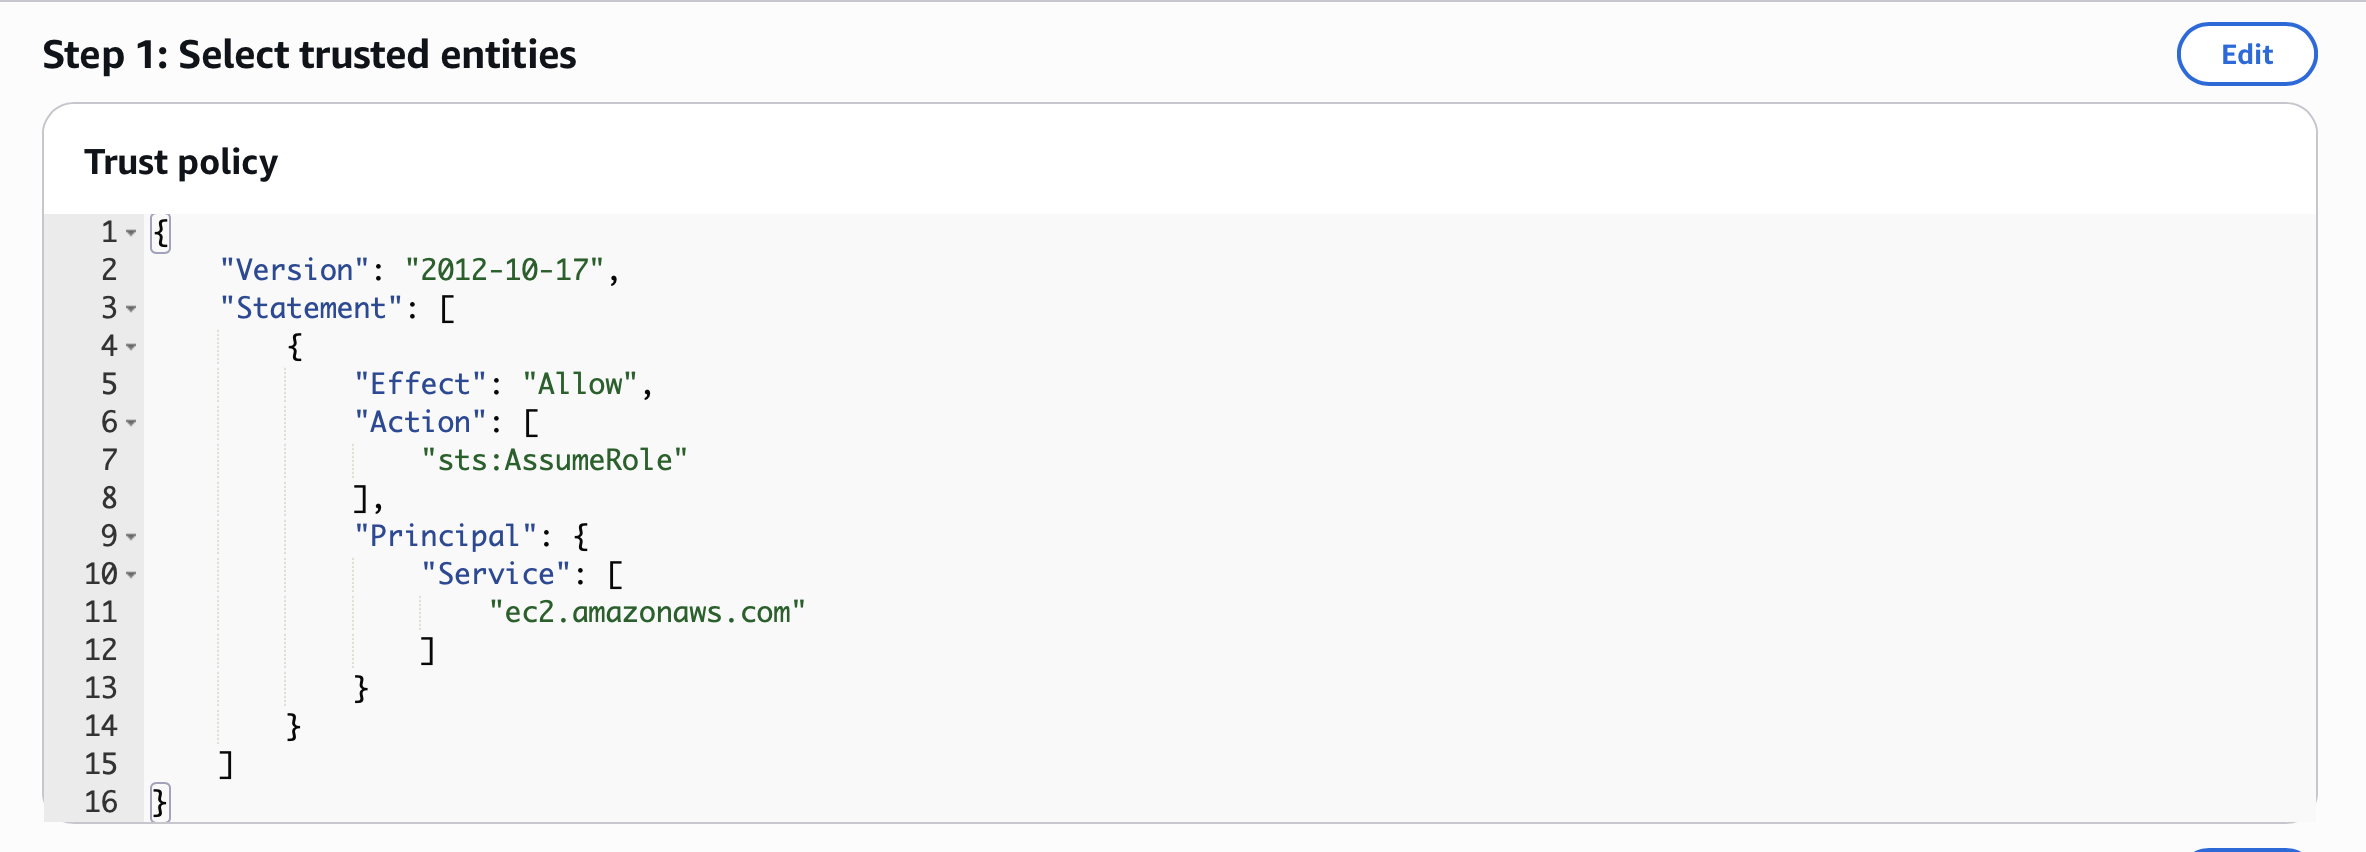 Step 1: Select trusted entities
Edit
Trust policy
1 {
2     "Version": "2012-10-17",
3     "Statement": [
4         {
5             "Effect": "Allow",
6             "Action": [
7                 "sts:AssumeRole"
8             ],
9             "Principal": {
10                 "Service": [
11                     "ec2.amazonaws.com"
12                 ]
13             }
14         }
15     ]
16 }